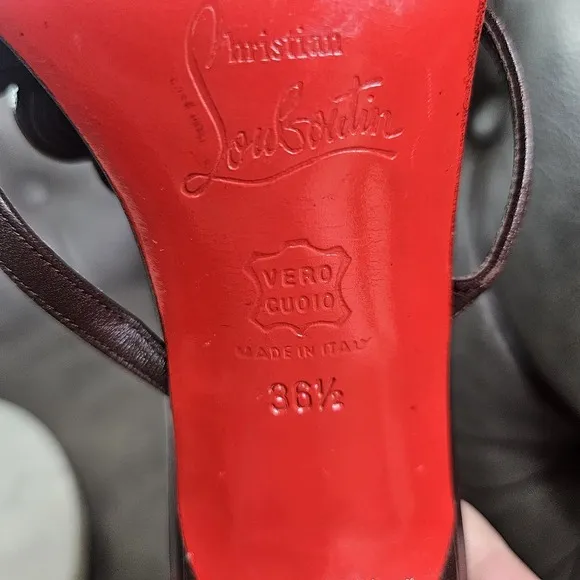 Christian
Louboutin
VERO
CUOIO
MADE IN ITALY
36½